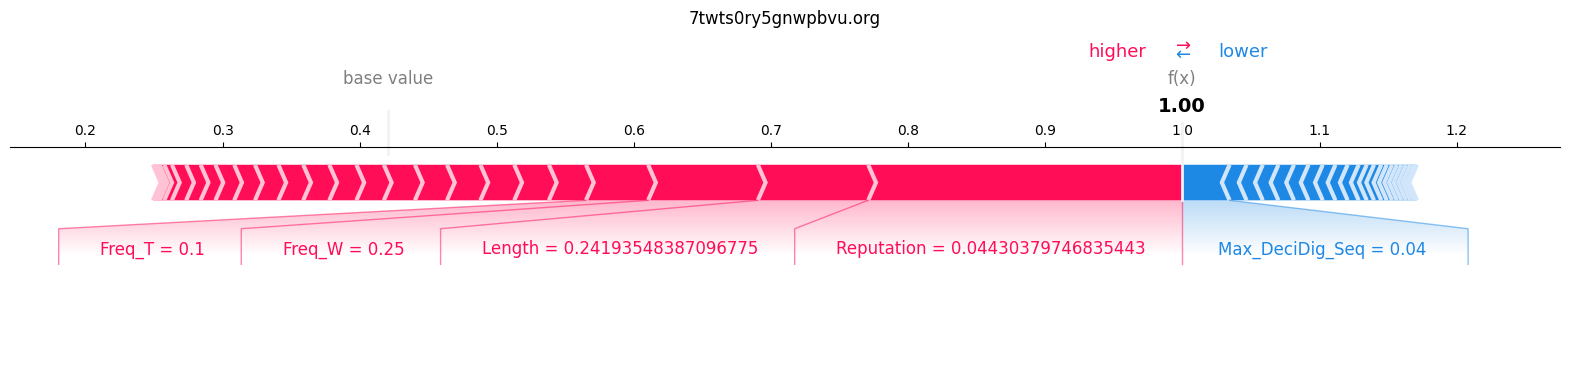 7twts0ry5gnwpbvu.org
higher ⇄ lower
base value f(x)
1.00
0.2 0.3 0.4 0.5 0.6 0.7 0.8 0.9 1.0 1.1 1.2
Freq_T = 0.1 Freq_W = 0.25 Length = 0.24193548387096775 Reputation = 0.04430379746835443 Max_DeciDig_Seq = 0.04